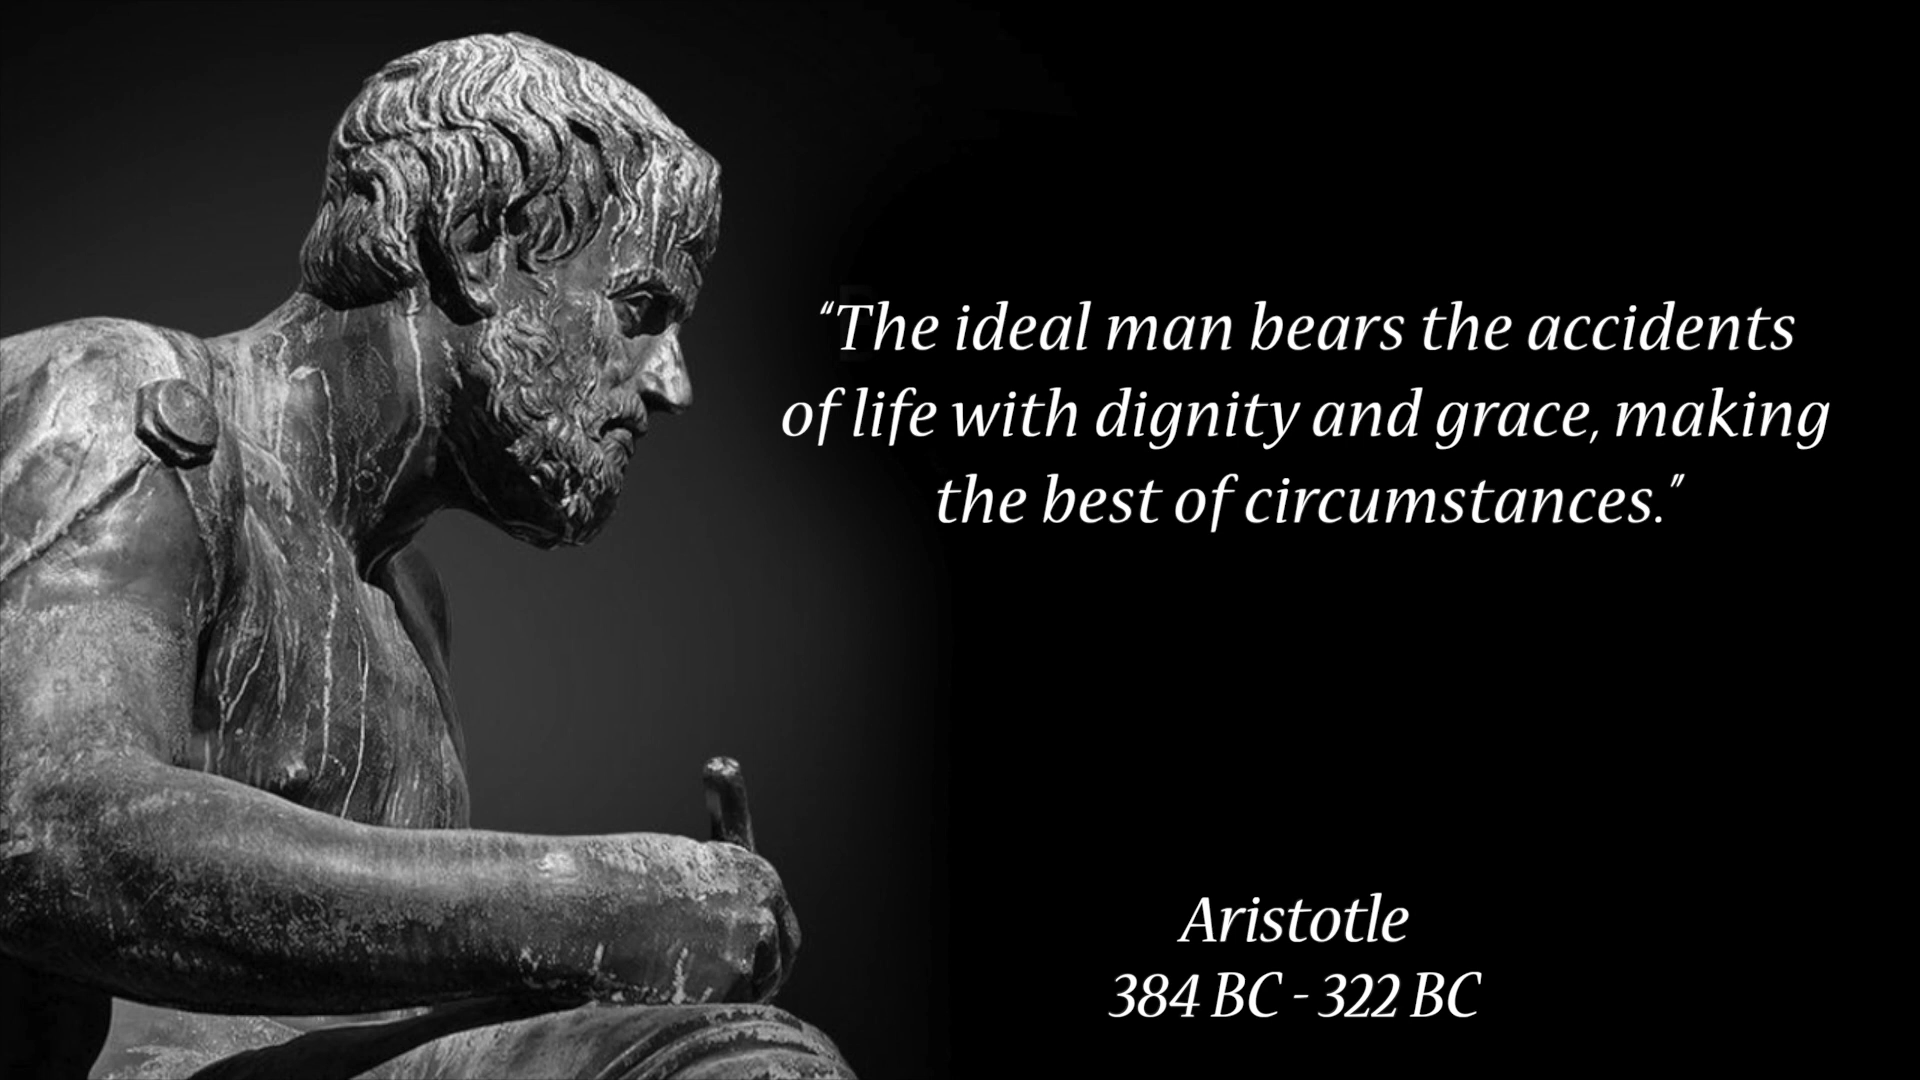 “The ideal man bears the accidents
of life with dignity and grace, making
the best of circumstances.”
Aristotle
384 BC - 322 BC